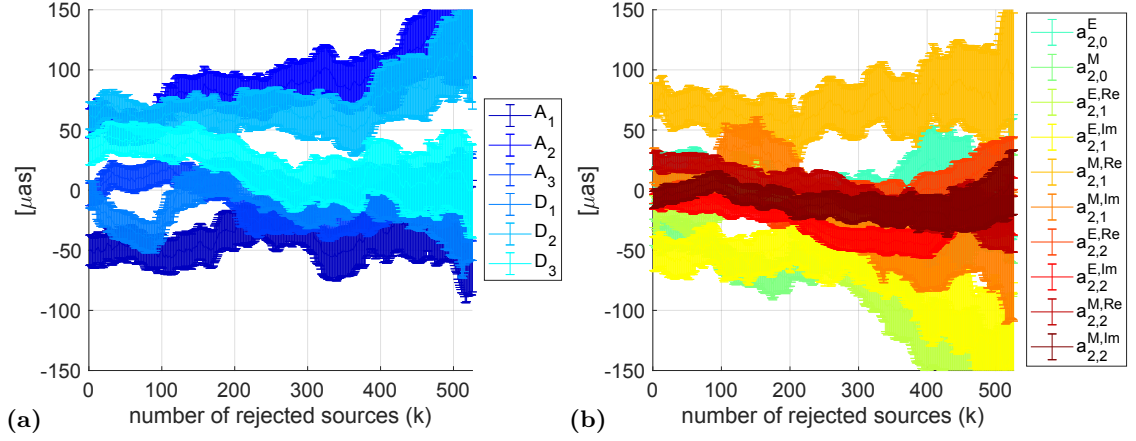 150
100
50
0
-50
-100
-150
[μas]
0 100 200 300 400 500
number of rejected sources (k)
(a)
A1
A2
A3
D1
D2
D3
150
100
50
0
-50
-100
-150
[μas]
0 100 200 300 400 500
number of rejected sources (k)
(b)
a^E_2,0
a^M_2,0
a^E,Re_2,1
a^E,Im_2,1
a^M,Re_2,1
a^M,Im_2,1
a^E,Re_2,2
a^E,Im_2,2
a^M,Re_2,2
a^M,Im_2,2